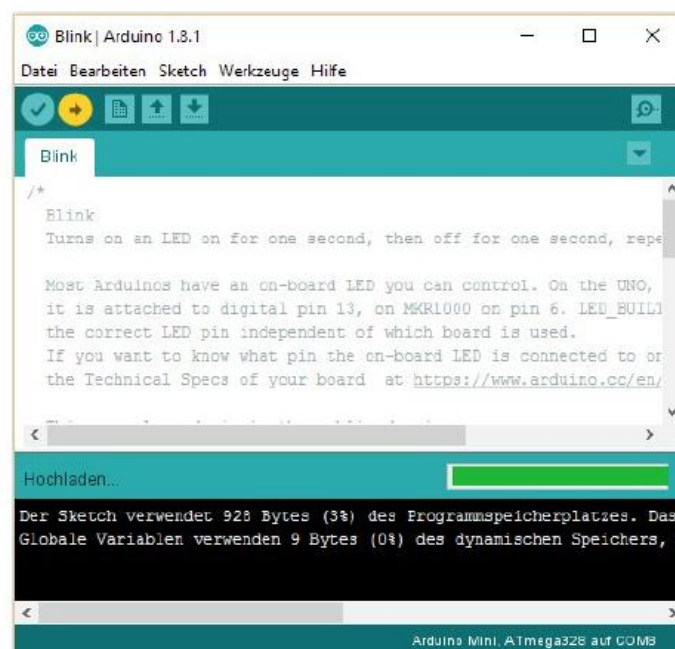 Blink | Arduino 1.8.1
Datei Bearbeiten Sketch Werkzeuge Hilfe
Blink
/*
Blink
Turns on an LED on for one second, then off for one second, repe
Most Arduinos have an on-board LED you can control. On the UNO,
it is attached to digital pin 13, on MKR1000 on pin 6. LED_BUILT
the correct LED pin independent of which board is used.
If you want to know what pin the on-board LED is connected to on
the Technical Specs of your board at https://www.arduino.cc/en/
Hochladen...
Der Sketch verwendet 928 Bytes (3%) des Programmspeicherplatzes. Das
Globale Variablen verwenden 9 Bytes (0%) des dynamischen Speichers,
Arduino Mini, ATmega328 auf COM8